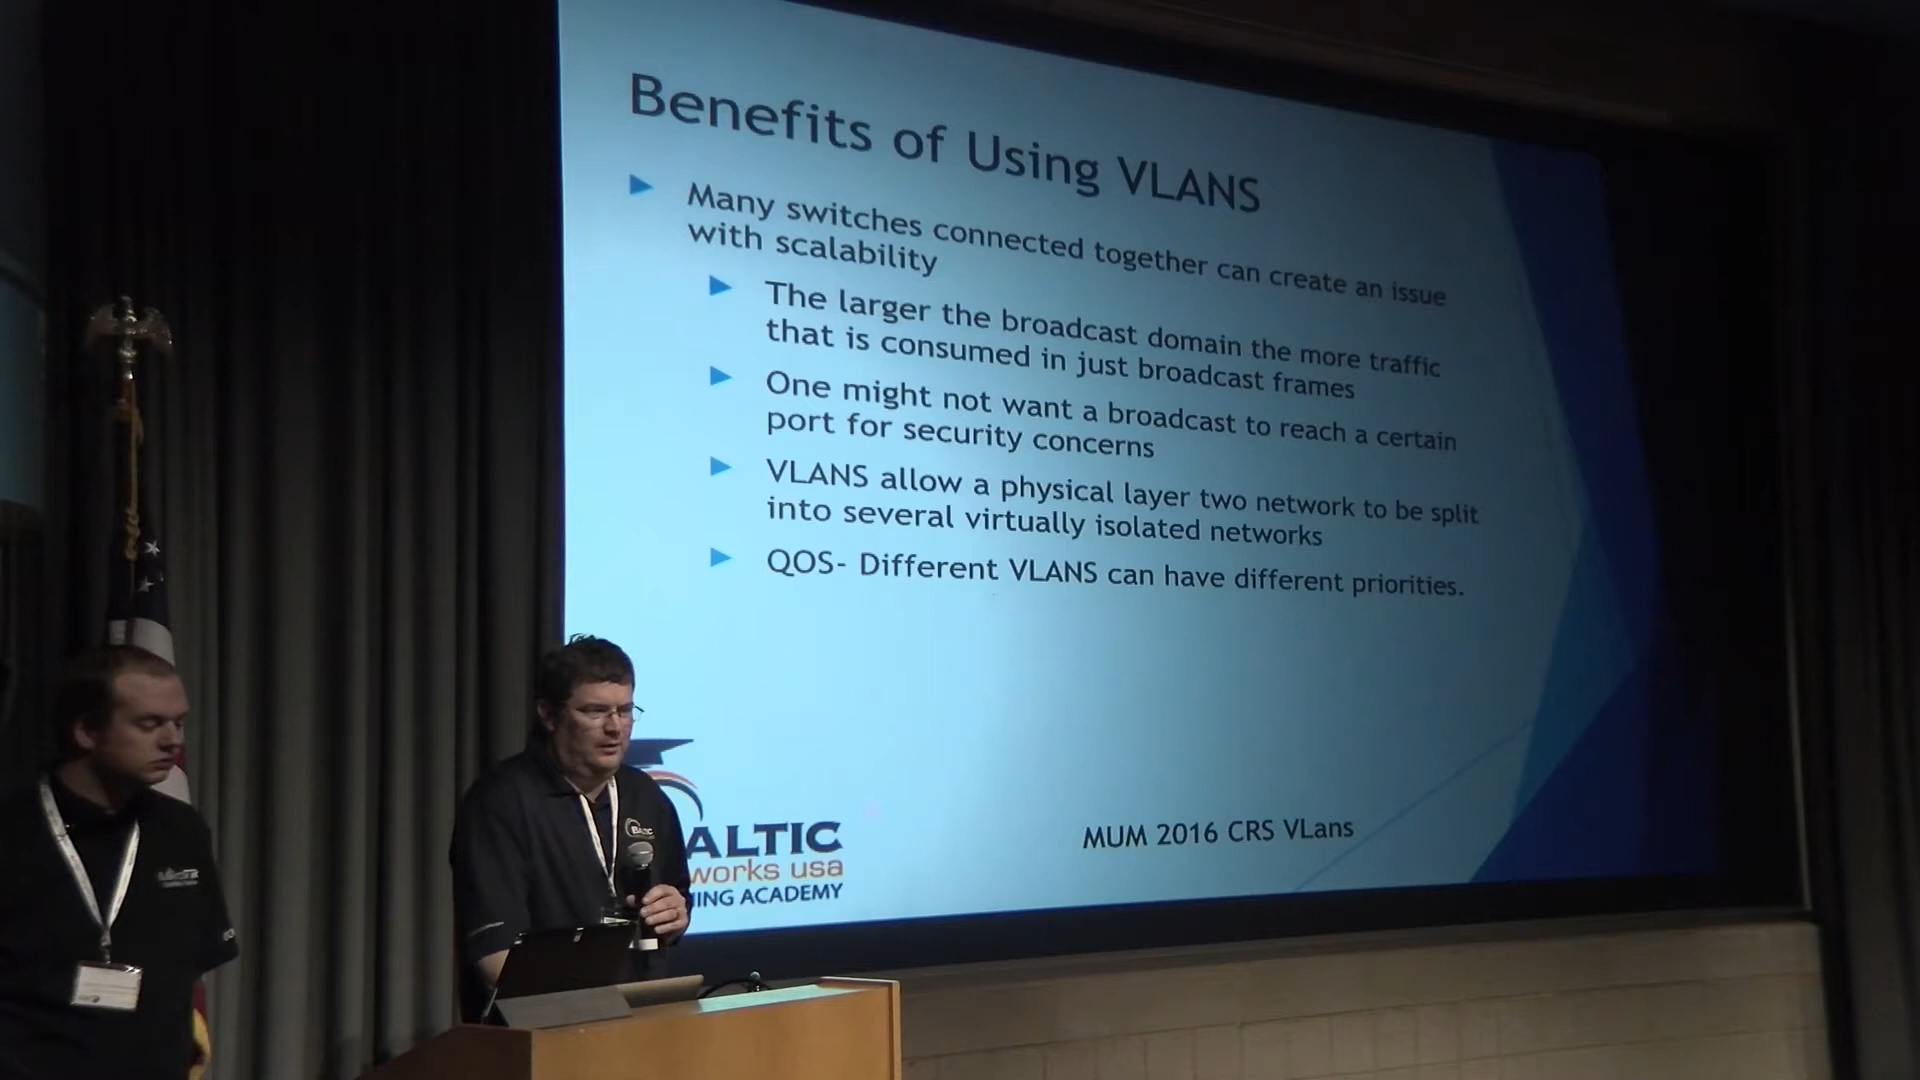 Benefits of Using VLANS
Many switches connected together can create an issue
with scalability
The larger the broadcast domain the more traffic
that is consumed in just broadcast frames
One might not want a broadcast to reach a certain
port for security concerns
VLANS allow a physical layer two network to be split
into several virtually isolated networks
QOS- Different VLANS can have different priorities.
ALTIC
works usa
ING ACADEMY
MUM 2016 CRS VLans